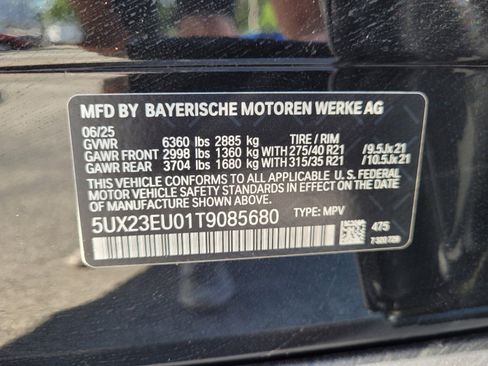 MFD BY BAYERISCHE MOTOREN WERKE AG
06/25
GVWR 6360 lbs 2885 kg TIRE / RIM
GAWR FRONT 2998 lbs 1360 kg WITH 275/40 R21 /9.5Jx21
GAWR REAR 3704 lbs 1680 kg WITH 315/35 R21 /10.5Jx21
THIS VEHICLE CONFORMS TO ALL APPLICABLE U.S. FEDERAL
MOTOR VEHICLE SAFETY STANDARDS IN EFFECT ON THE DATE
OF MANUFACTURE SHOWN ABOVE.
5UX23EU01T9085680 TYPE: MPV
475
7 320 728